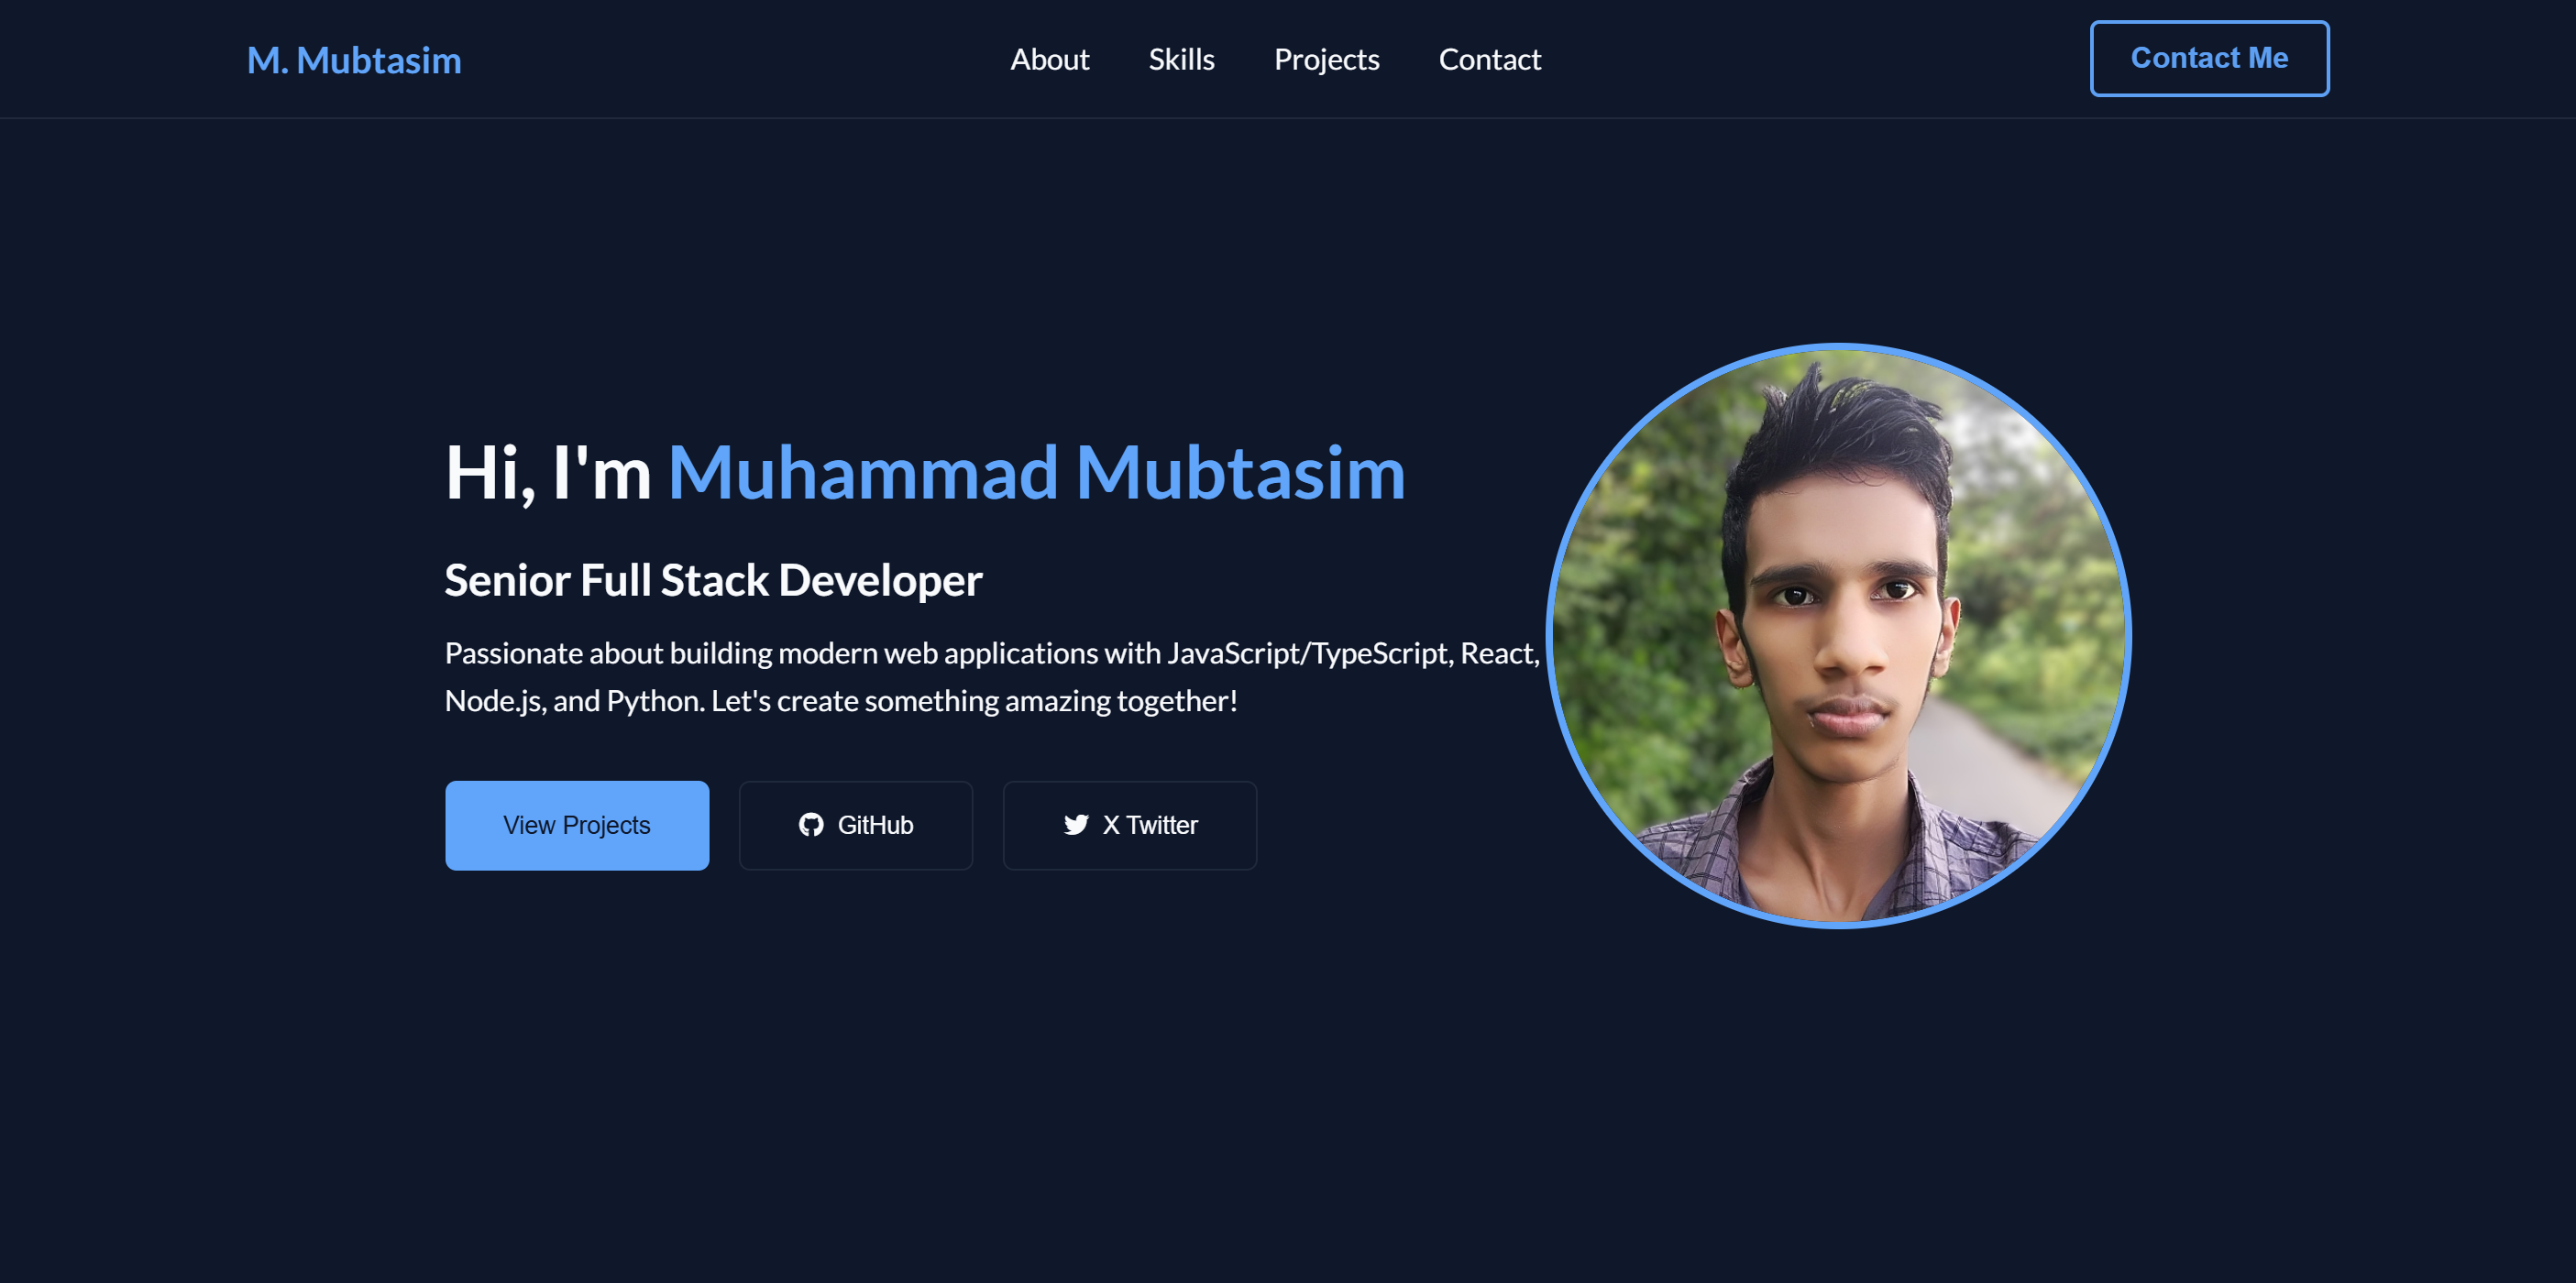 M. Mubtasim
About
Skills
Projects
Contact
Contact Me
Hi, I'm Muhammad Mubtasim
Senior Full Stack Developer
Passionate about building modern web applications with JavaScript/TypeScript, React,
Node.js, and Python. Let's create something amazing together!
View Projects
GitHub
X Twitter